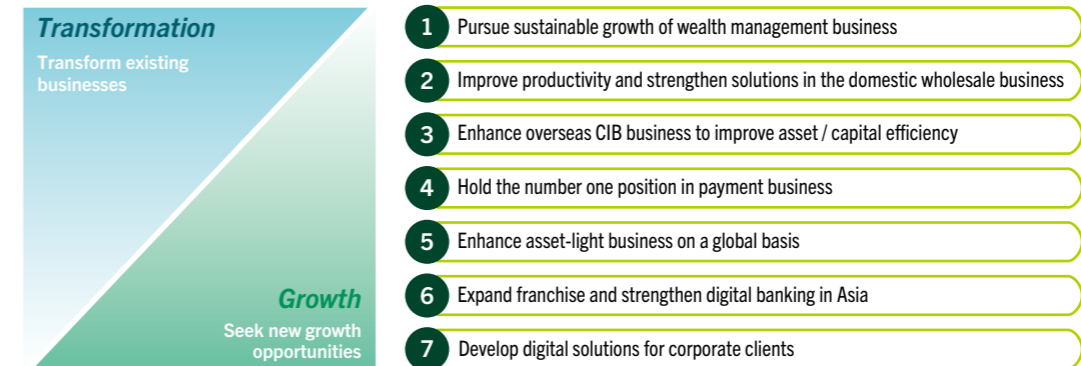 Transformation
Transform existing
businesses
Growth
Seek new growth
opportunities
1 Pursue sustainable growth of wealth management business
2 Improve productivity and strengthen solutions in the domestic wholesale business
3 Enhance overseas CIB business to improve asset / capital efficiency
4 Hold the number one position in payment business
5 Enhance asset-light business on a global basis
6 Expand franchise and strengthen digital banking in Asia
7 Develop digital solutions for corporate clients